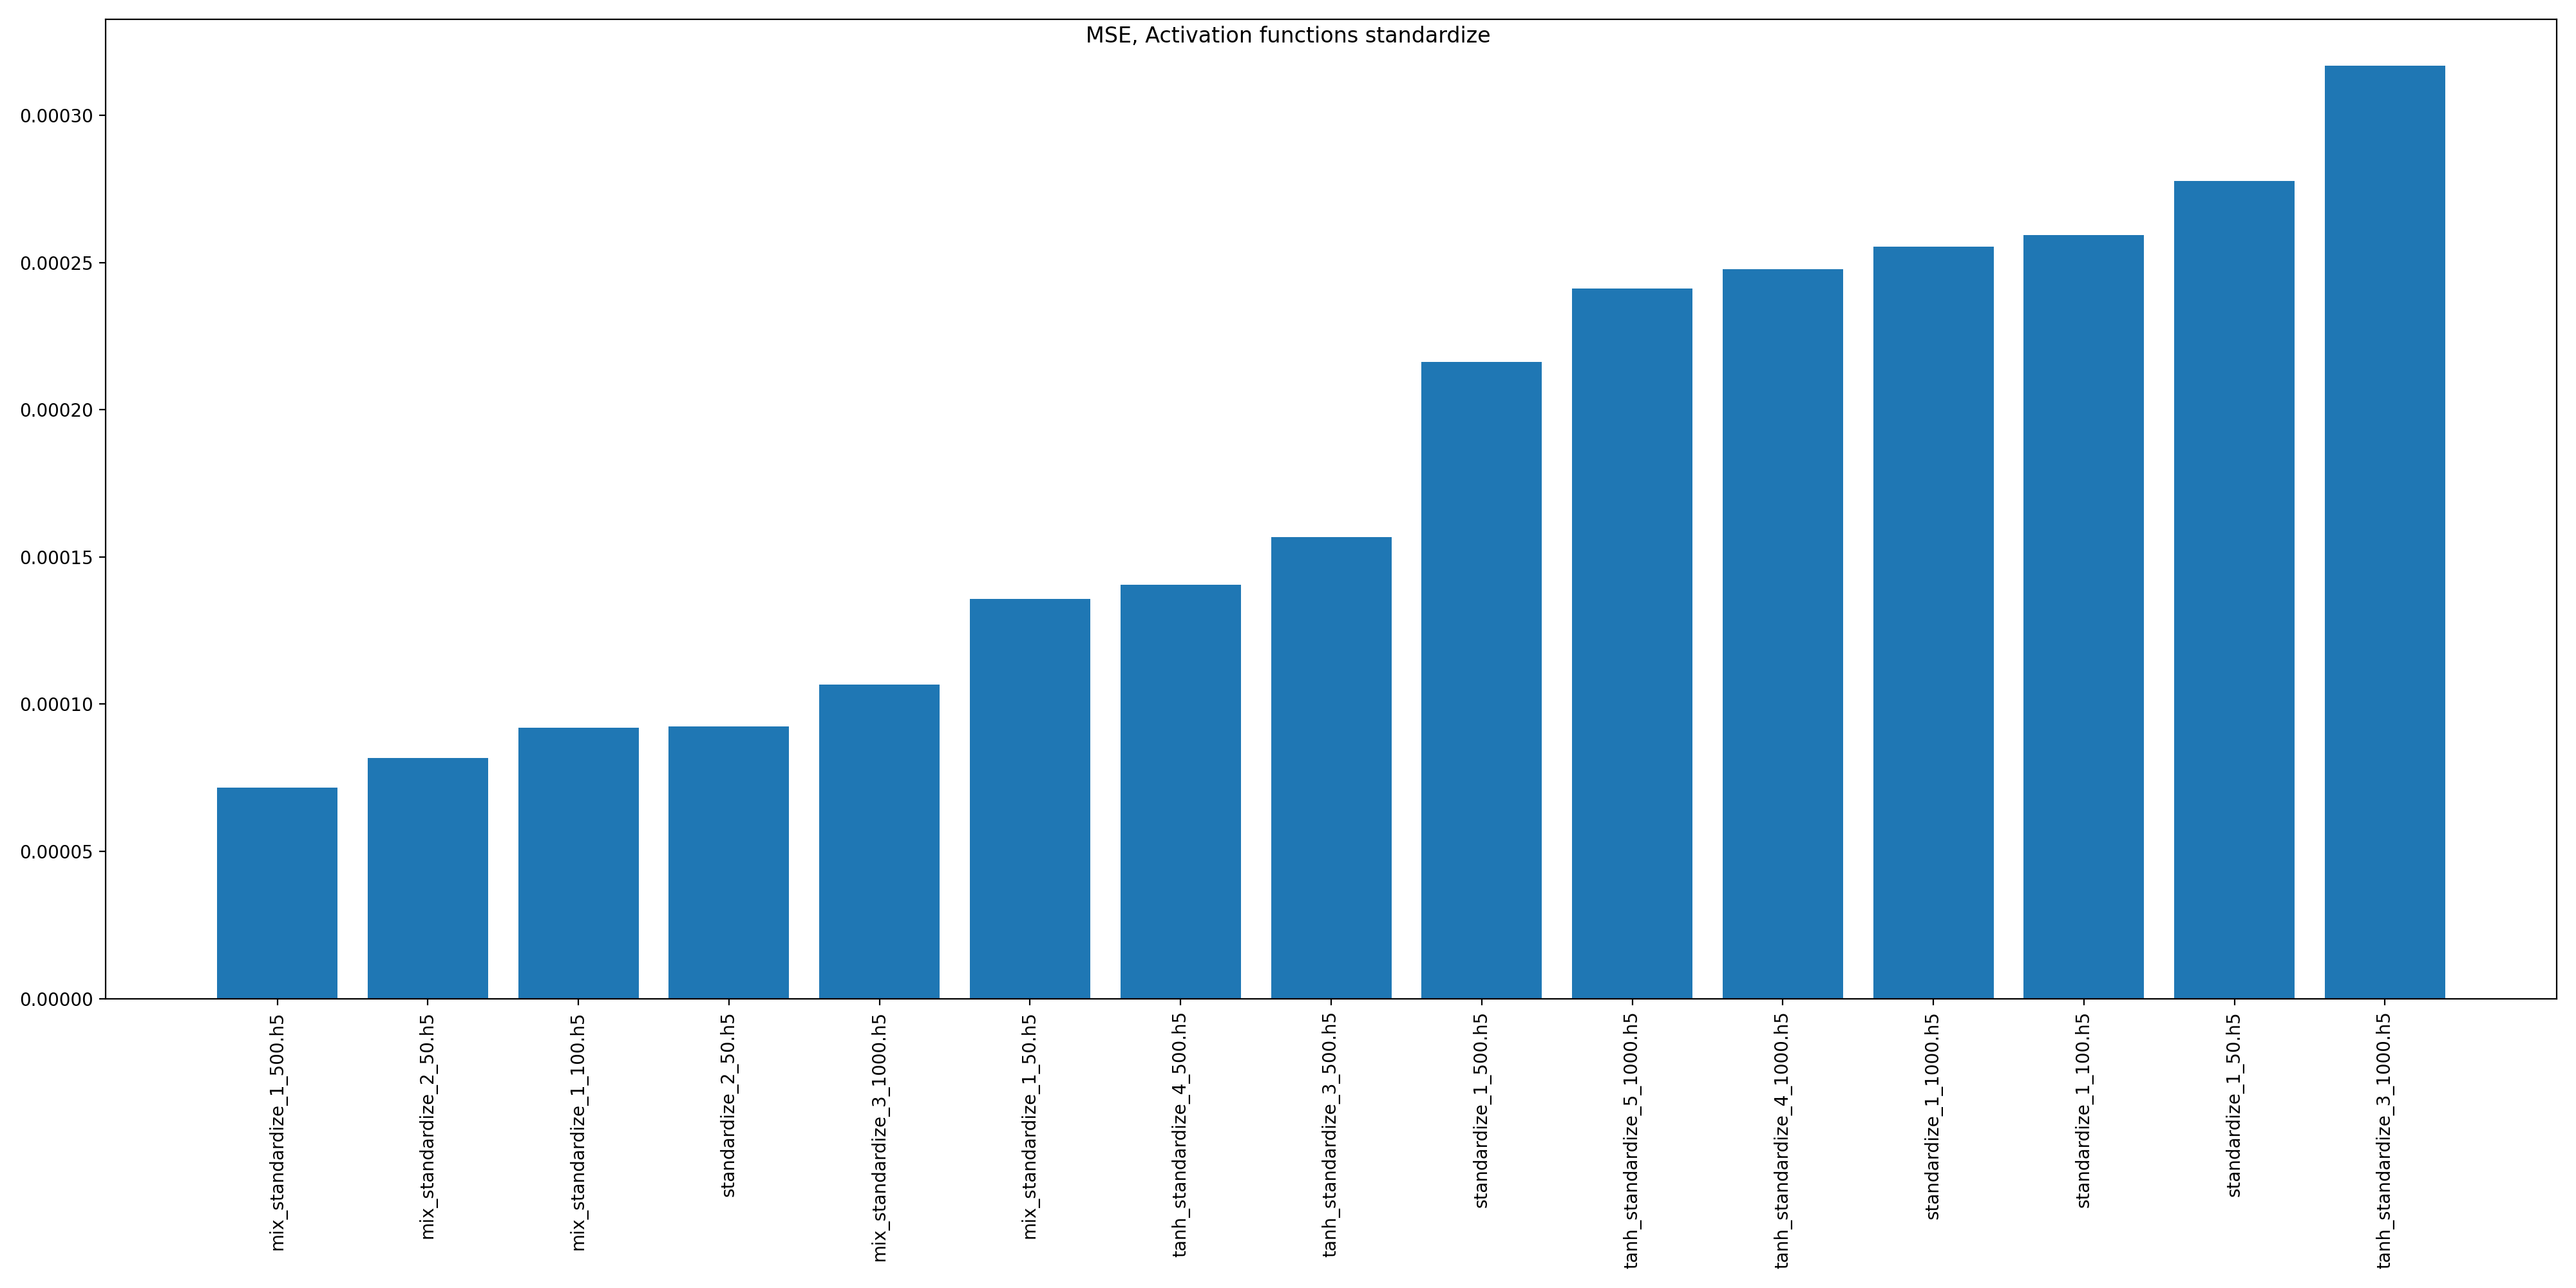 MSE, Activation functions standardize
0.00030
0.00025
0.00020
0.00015
0.00010
0.00005
0.00000
mix_standardize_1_500.h5
mix_standardize_2_50.h5
mix_standardize_1_100.h5
standardize_2_50.h5
mix_standardize_3_1000.h5
mix_standardize_1_50.h5
tanh_standardize_4_500.h5
tanh_standardize_3_500.h5
standardize_1_500.h5
tanh_standardize_5_1000.h5
tanh_standardize_4_1000.h5
standardize_1_1000.h5
standardize_1_100.h5
standardize_1_50.h5
tanh_standardize_3_1000.h5